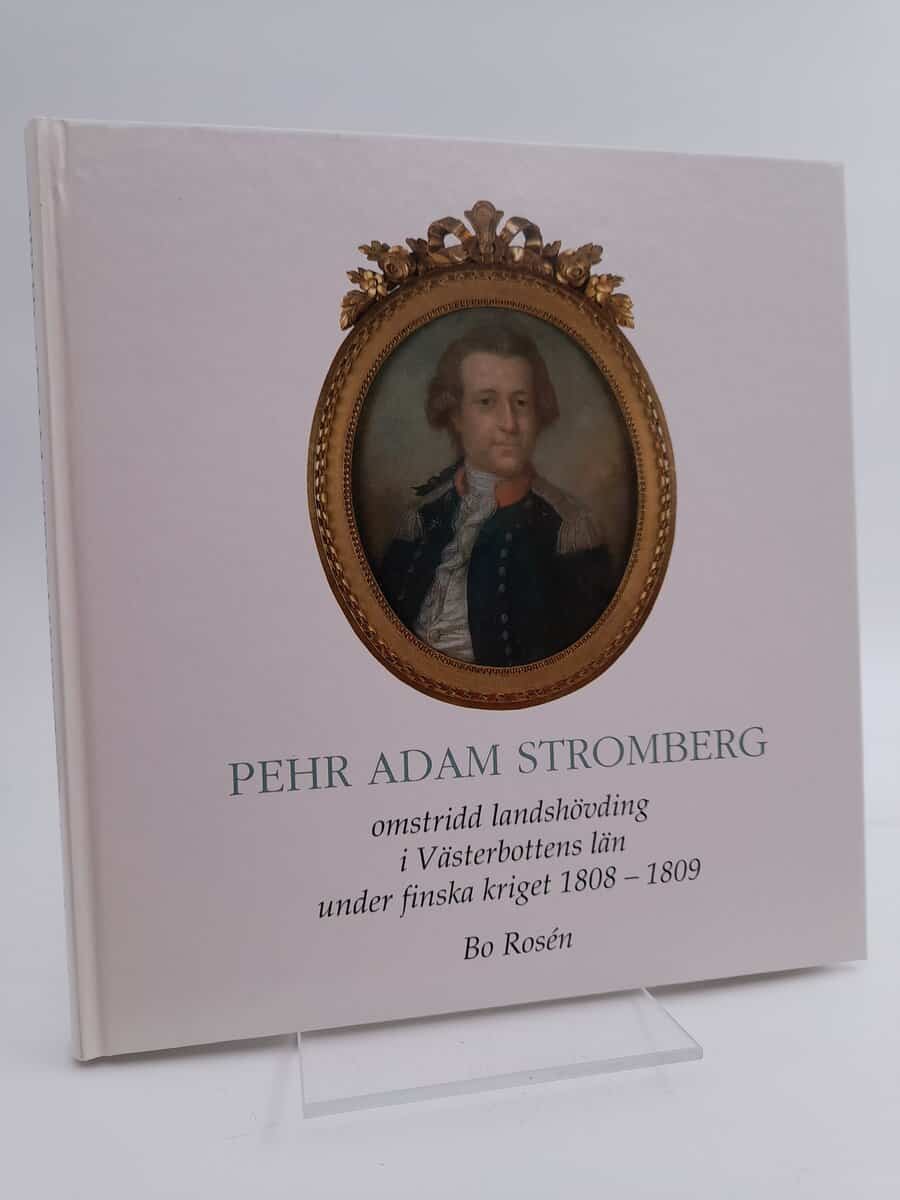 PEHR ADAM STROMBERG
omstridd landshövding
i Västerbottens län
under finska kriget 1808 – 1809
Bo Rosén